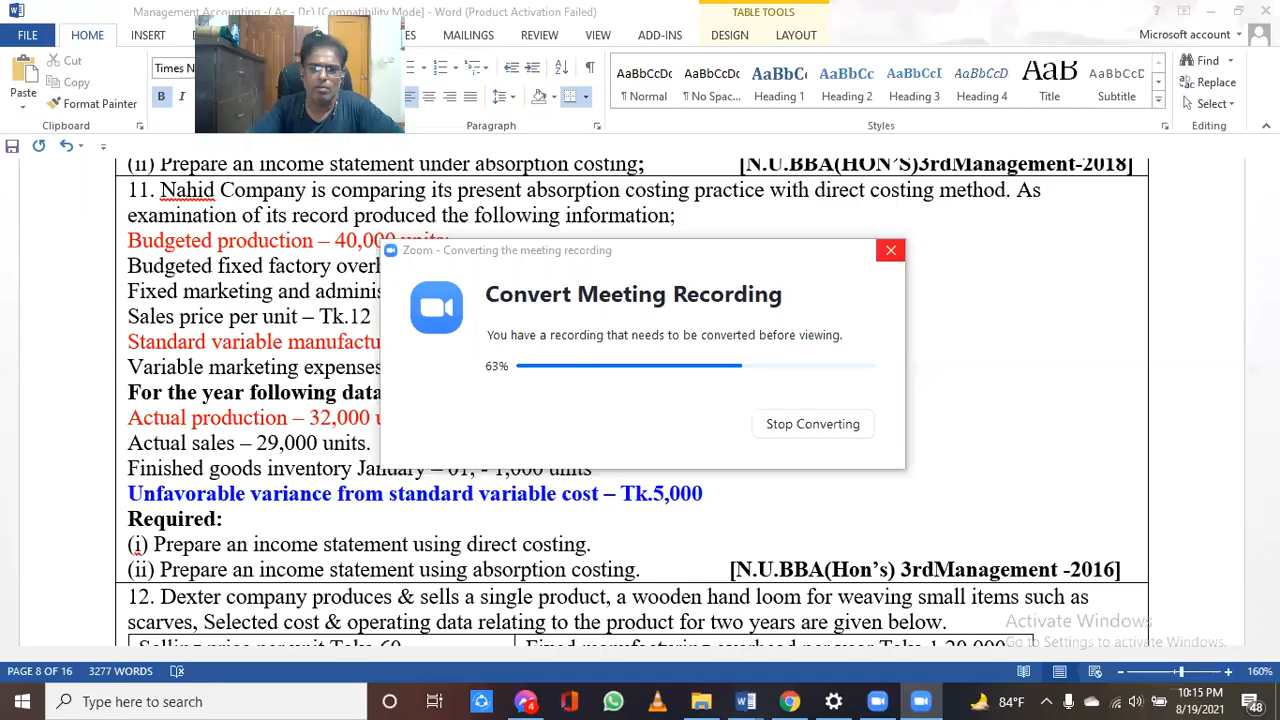 Management Accounting -( Ac - Dc) [Compatibility Mode] - Word (Product Activation Failed)
TABLE TOOLS
FILE HOME INSERT ES MAILINGS REVIEW VIEW ADD-INS DESIGN LAYOUT Microsoft account
Paste
Cut
Copy
Format Painter
Times N
B I
AaBbCcDc AaBbCcDc AaBbC AaBbCc AaBbCcI AaBbCcDc AaB AaBbCcDc
¶ Normal ¶ No Spac... Heading 1 Heading 2 Heading 3 Heading 4 Title Subtitle
Find
Replace
Select
Clipboard Paragraph Styles Editing
(ii) Prepare an income statement under absorption costing; [N.U.BBA(HON'S)3rdManagement-2018]
11. Nahid Company is comparing its present absorption costing practice with direct costing method. As
examination of its record produced the following information;
Budgeted production – 40,000 units;
Budgeted fixed factory overh
Fixed marketing and adminis
Sales price per unit – Tk.12
Standard variable manufactu
Variable marketing expenses
For the year following data
Actual production – 32,000 u
Actual sales – 29,000 units.
Finished goods inventory January – 01, - 1,000 units
Unfavorable variance from standard variable cost – Tk.5,000
Required:
(i) Prepare an income statement using direct costing.
(ii) Prepare an income statement using absorption costing. [N.U.BBA(Hon's) 3rdManagement -2016]
12. Dexter company produces & sells a single product, a wooden hand loom for weaving small items such as
scarves, Selected cost & operating data relating to the product for two years are given below.
Zoom - Converting the meeting recording
Convert Meeting Recording
You have a recording that needs to be converted before viewing.
63%
Stop Converting
Activate Windows
Go to Settings to activate Windows.
PAGE 8 OF 16 3277 WORDS 160%
Type here to search
4
84°F
10:15 PM
8/19/2021
48